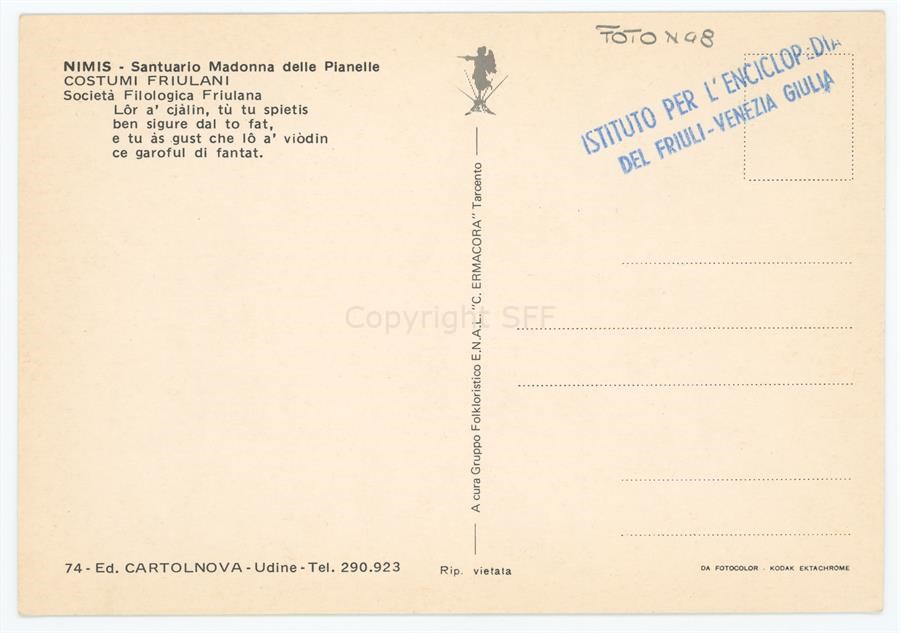 NIMIS - Santuario Madonna delle Pianelle
COSTUMI FRIULANI
Società Filologica Friulana
Lôr a' cjàlin, tù tu spietis
ben sigure dal to fat,
e tu às gust che lô a' viòdin
ce garoful di fantat.
74 - Ed. CARTOLNOVA - Udine - Tel. 290.923
A cura Gruppo Folkloristico E.N.A.L. "C. ERMACORA" Tarcento
Rip. vietata
FOTO N 48
ISTITUTO PER L'ENCICLOPEDIA
DEL FRIULI-VENEZIA GIULIA
DA FOTOCOLOR - KODAK EKTACHROME
Copyright SFF